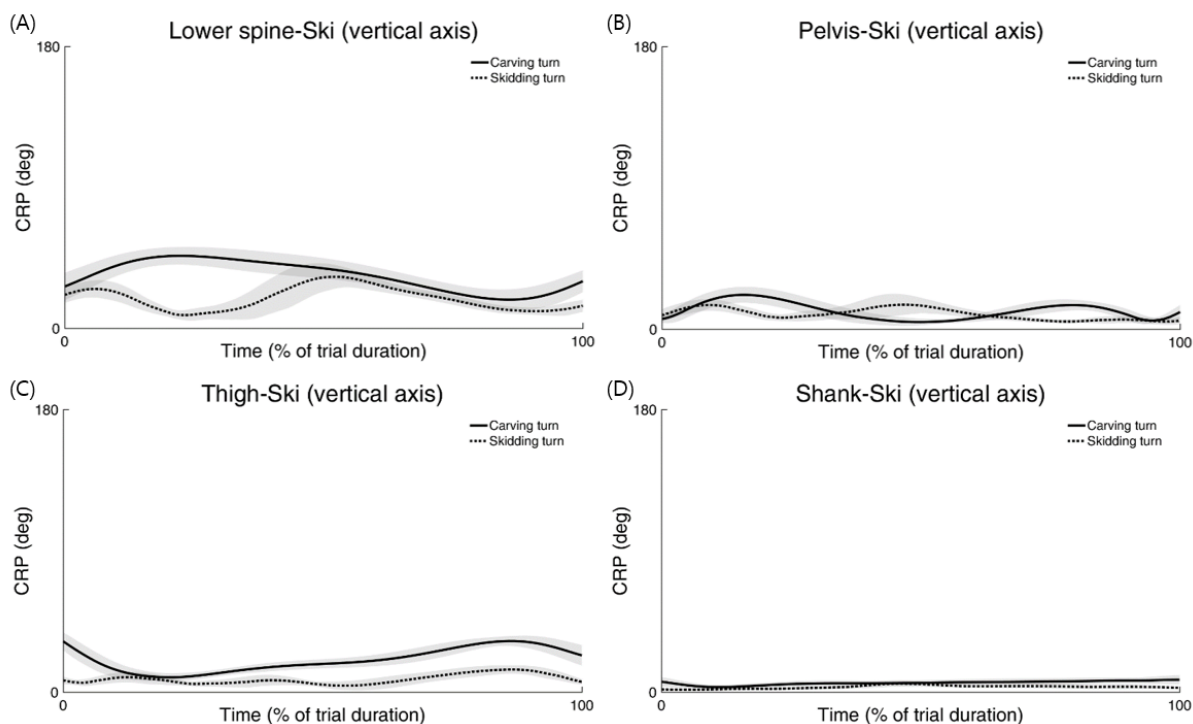 (A)
Lower spine-Ski (vertical axis)
180
Carving turn
Skidding turn
CRP (deg)
0
0
100
Time (% of trial duration)
(B)
Pelvis-Ski (vertical axis)
180
Carving turn
Skidding turn
CRP (deg)
0
0
100
Time (% of trial duration)
(C)
Thigh-Ski (vertical axis)
180
Carving turn
Skidding turn
CRP (deg)
0
0
100
Time (% of trial duration)
(D)
Shank-Ski (vertical axis)
180
Carving turn
Skidding turn
CRP (deg)
0
0
100
Time (% of trial duration)